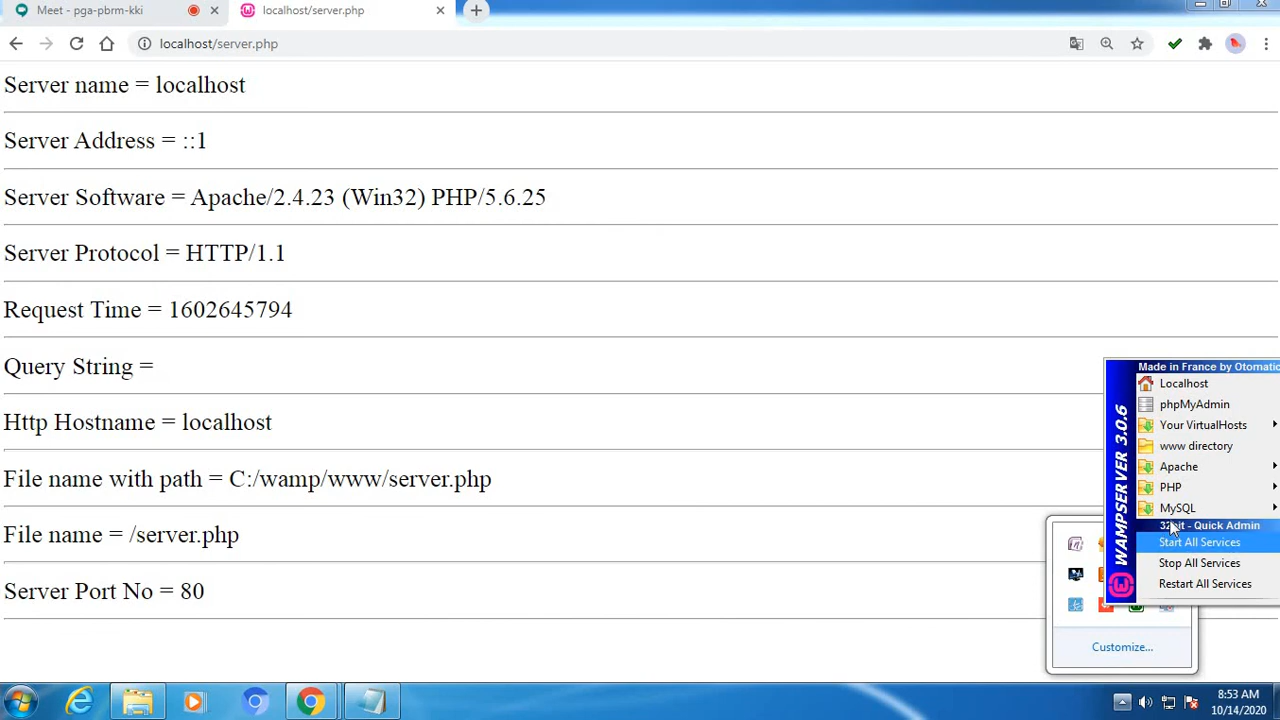 Meet - pga-pbrm-kki
localhost/server.php
localhost/server.php
Server name = localhost
Server Address = ::1
Server Software = Apache/2.4.23 (Win32) PHP/5.6.25
Server Protocol = HTTP/1.1
Request Time = 1602645794
Query String =
Http Hostname = localhost
File name with path = C:/wamp/www/server.php
File name = /server.php
Server Port No = 80
Made in France by Otomatic
WAMPSERVER 3.0.6
Localhost
phpMyAdmin
Your VirtualHosts
www directory
Apache
PHP
MySQL
- Quick Admin
Start All Services
Stop All Services
Restart All Services
Customize...
8:53 AM
10/14/2020